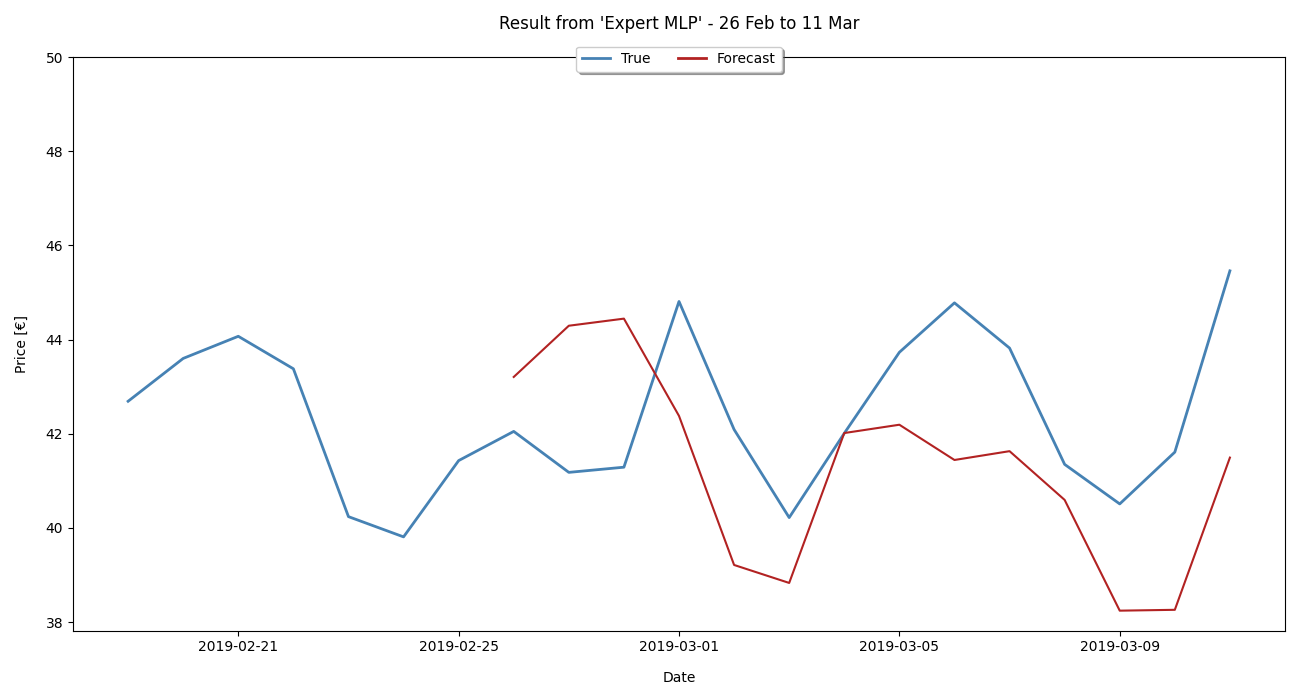 Result from 'Expert MLP' - 26 Feb to 11 Mar
True Forecast
50
48
46
44
42
40
38
Price [€]
2019-02-21 2019-02-25 2019-03-01 2019-03-05 2019-03-09
Date